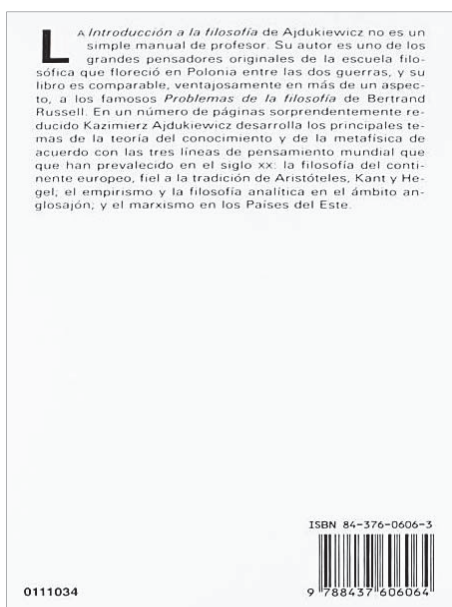 LA Introducción a la filosofía de Ajdukiewicz no es un
simple manual de profesor. Su autor es uno de los
grandes pensadores originales de la escuela filo-
sófica que floreció en Polonia entre las dos guerras, y su
libro es comparable, ventajosamente en más de un aspec-
to, a los famosos Problemas de la filosofía de Bertrand
Russell. En un número de páginas sorprendentemente re-
ducido Kazimierz Ajdukiewicz desarrolla los principales te-
mas de la teoría del conocimiento y de la metafísica de
acuerdo con las tres líneas de pensamiento mundial que
que han prevalecido en el siglo XX: la filosofía del conti-
nente europeo, fiel a la tradición de Aristóteles, Kant y He-
gel; el empirismo y la filosofía analítica en el ámbito an-
glosajón; y el marxismo en los Países del Este.
ISBN 84-376-0606-3
0111034
9 788437 606064